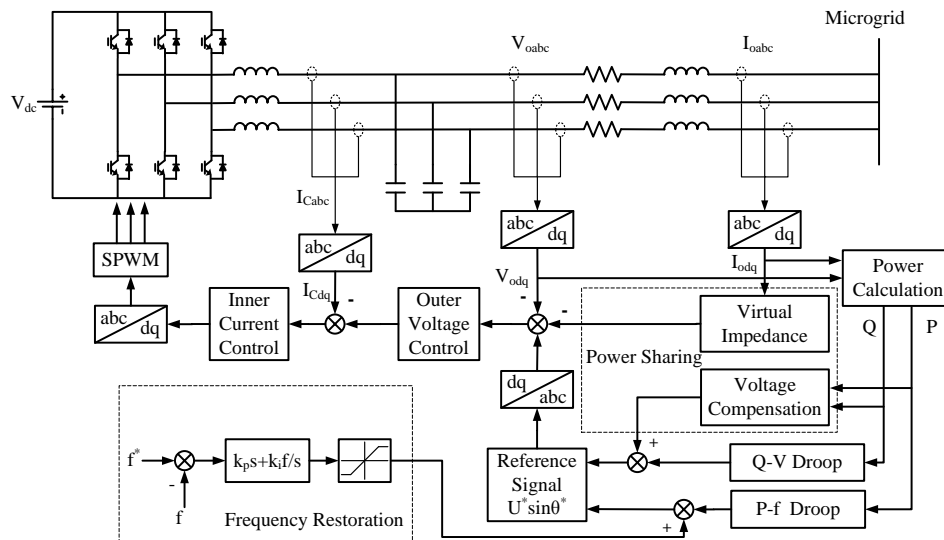 Microgrid
V_oabc
I_oabc
V_dc
I_Cabc
abc
dq
abc
dq
abc
dq
SPWM
I_Cdq
V_odq
I_odq
Power
Calculation
abc
dq
Inner
Current
Control
Outer
Voltage
Control
-
-
-
Virtual
Impedance
Q
P
Power Sharing
dq
abc
Voltage
Compensation
+
f*
-
f
k_ps+k_if/s
Reference
Signal
U*sinθ*
Q-V Droop
P-f Droop
+
Frequency Restoration